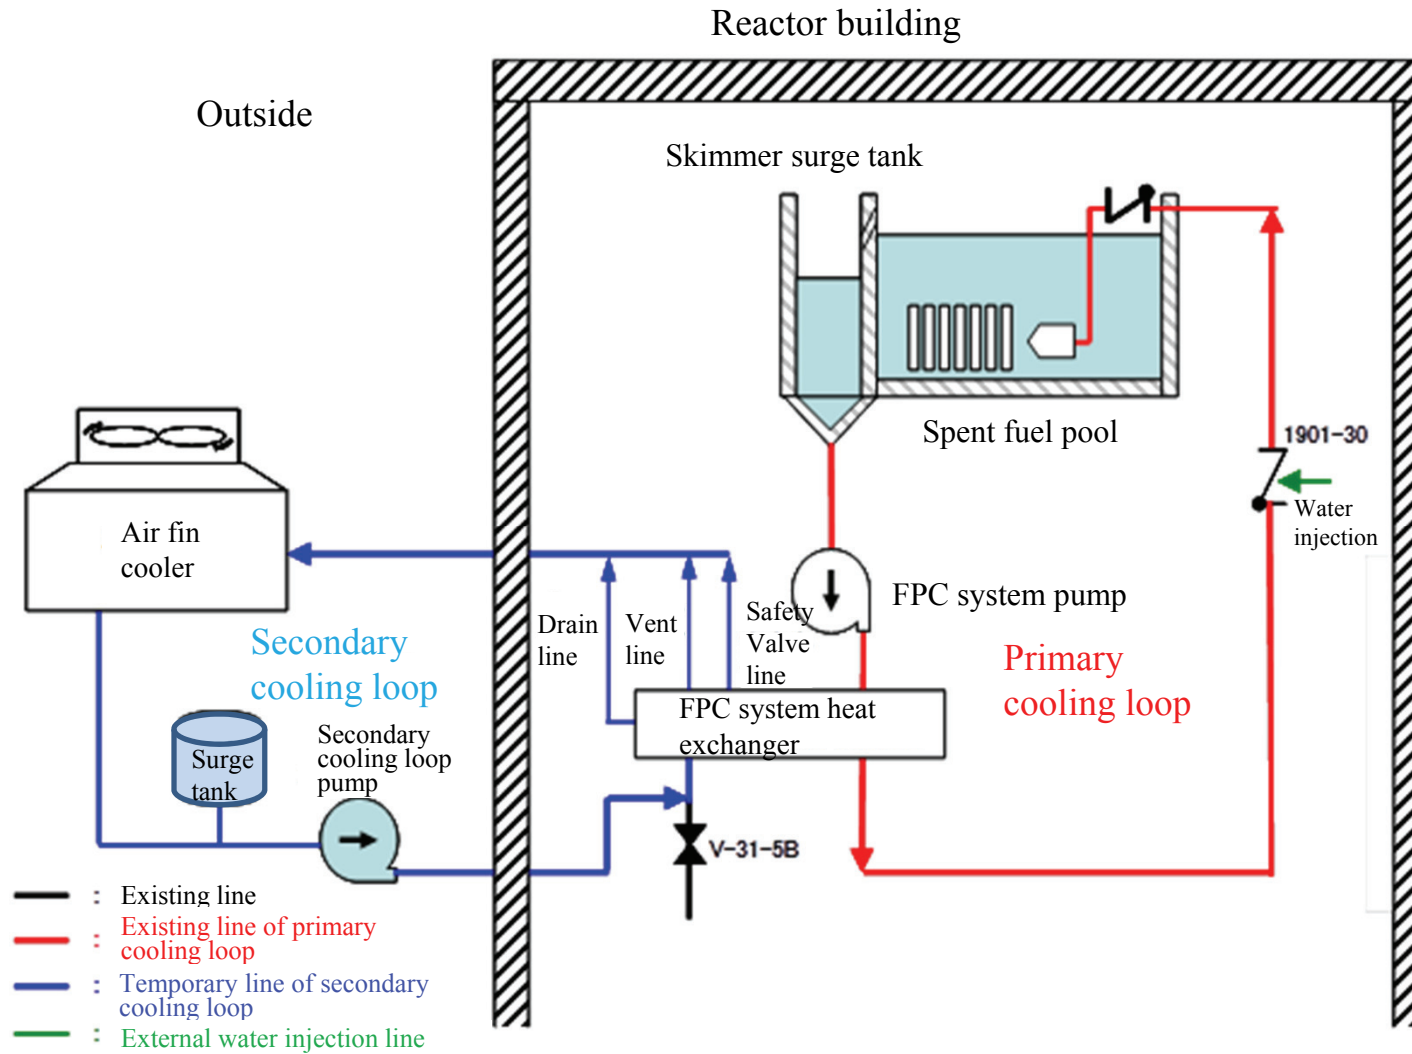 Reactor building
Outside
Skimmer surge tank
Spent fuel pool
1901-30
Water
injection
Air fin
cooler
FPC system pump
Drain
line
Vent
line
Safety
Valve
line
Secondary
cooling loop
Primary
cooling loop
FPC system heat
exchanger
Secondary
cooling loop
pump
Surge
tank
V-31-5B
: Existing line
: Existing line of primary
cooling loop
: Temporary line of secondary
cooling loop
: External water injection line